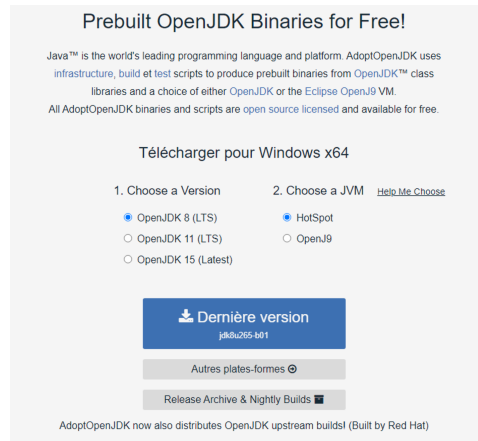 Prebuilt OpenJDK Binaries for Free!
Java™ is the world's leading programming language and platform. AdoptOpenJDK uses
infrastructure, build et test scripts to produce prebuilt binaries from OpenJDK™ class
libraries and a choice of either OpenJDK or the Eclipse OpenJ9 VM.
All AdoptOpenJDK binaries and scripts are open source licensed and available for free.
Télécharger pour Windows x64
1. Choose a Version
2. Choose a JVM Help Me Choose
OpenJDK 8 (LTS)
HotSpot
OpenJDK 11 (LTS)
OpenJ9
OpenJDK 15 (Latest)
Dernière version
jdk8u265-b01
Autres plates-formes
Release Archive & Nightly Builds
AdoptOpenJDK now also distributes OpenJDK upstream builds! (Built by Red Hat)